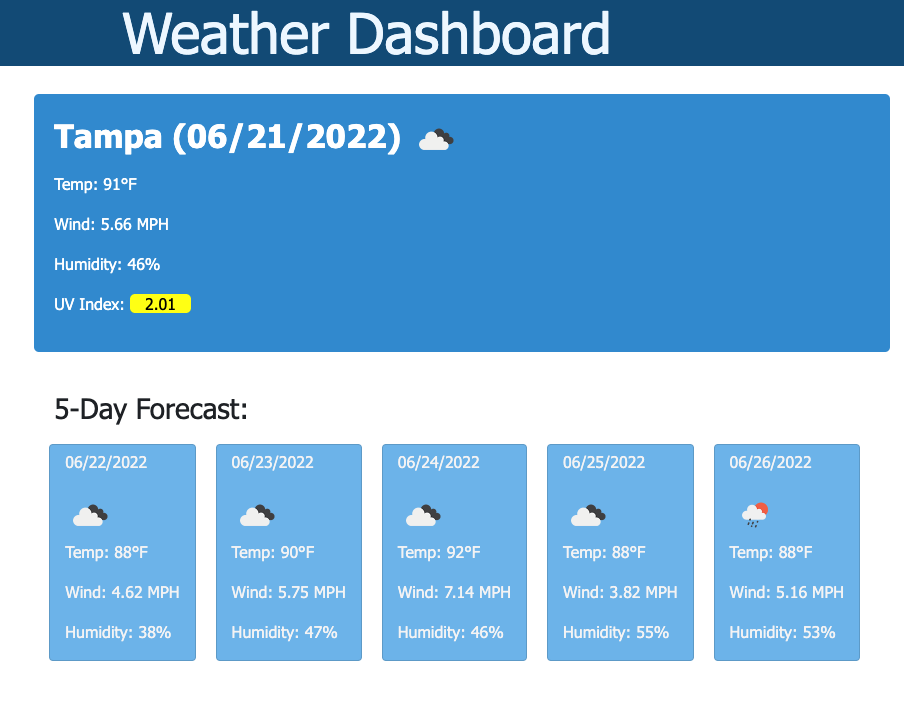 Weather Dashboard
Tampa (06/21/2022)
Temp: 91°F
Wind: 5.66 MPH
Humidity: 46%
UV Index: 2.01
5-Day Forecast:
06/22/2022
Temp: 88°F
Wind: 4.62 MPH
Humidity: 38%
06/23/2022
Temp: 90°F
Wind: 5.75 MPH
Humidity: 47%
06/24/2022
Temp: 92°F
Wind: 7.14 MPH
Humidity: 46%
06/25/2022
Temp: 88°F
Wind: 3.82 MPH
Humidity: 55%
06/26/2022
Temp: 88°F
Wind: 5.16 MPH
Humidity: 53%